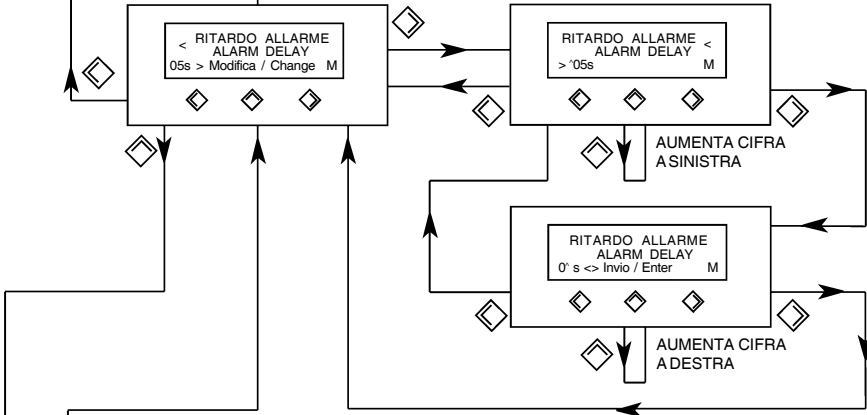 < RITARDO ALLARME
ALARM DELAY
05s > Modifica / Change M
RITARDO ALLARME <
ALARM DELAY
> ^05s M
AUMENTA CIFRA
A SINISTRA
RITARDO ALLARME
ALARM DELAY
0^ s <> Invio / Enter M
AUMENTA CIFRA
A DESTRA